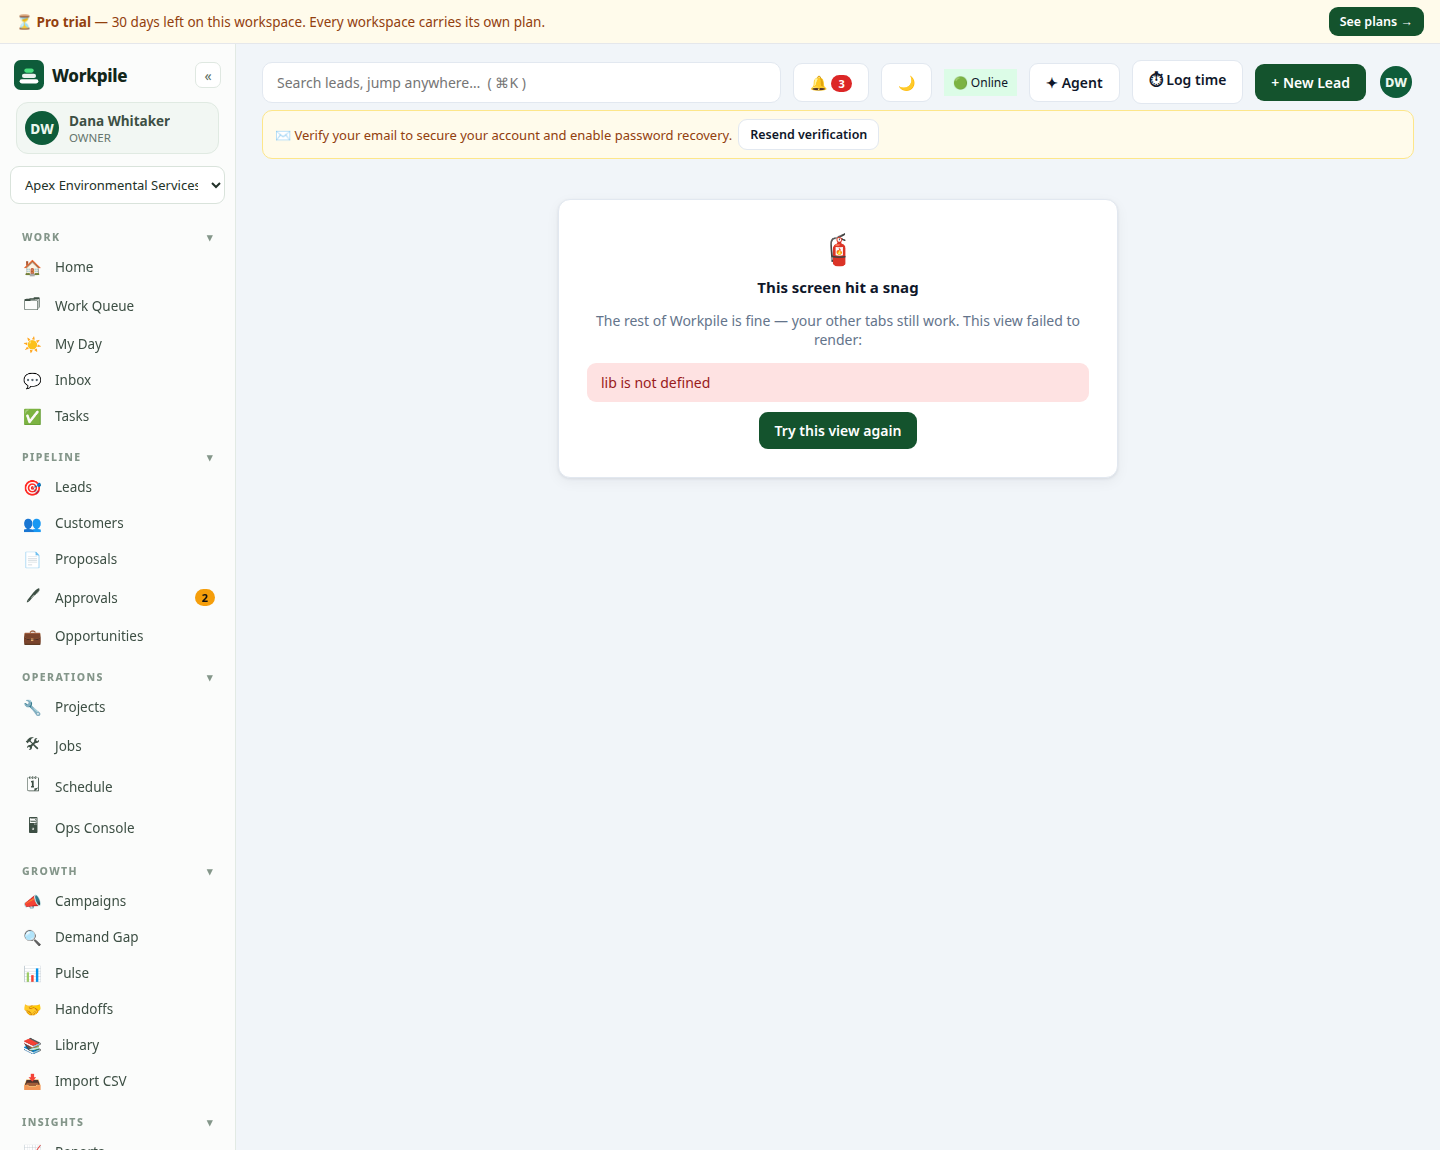 Pro trial — 30 days left on this workspace. Every workspace carries its own plan.
See plans →
Workpile
«
DW
Dana Whitaker
OWNER
Apex Environmental Services
WORK
Home
Work Queue
My Day
Inbox
Tasks
PIPELINE
Leads
Customers
Proposals
Approvals
2
Opportunities
OPERATIONS
Projects
Jobs
Schedule
Ops Console
GROWTH
Campaigns
Demand Gap
Pulse
Handoffs
Library
Import CSV
INSIGHTS
Reports
Search leads, jump anywhere... (⌘K)
3
Online
✦ Agent
Log time
+ New Lead
DW
Verify your email to secure your account and enable password recovery.
Resend verification
This screen hit a snag
The rest of Workpile is fine — your other tabs still work. This view failed to
render:
lib is not defined
Try this view again